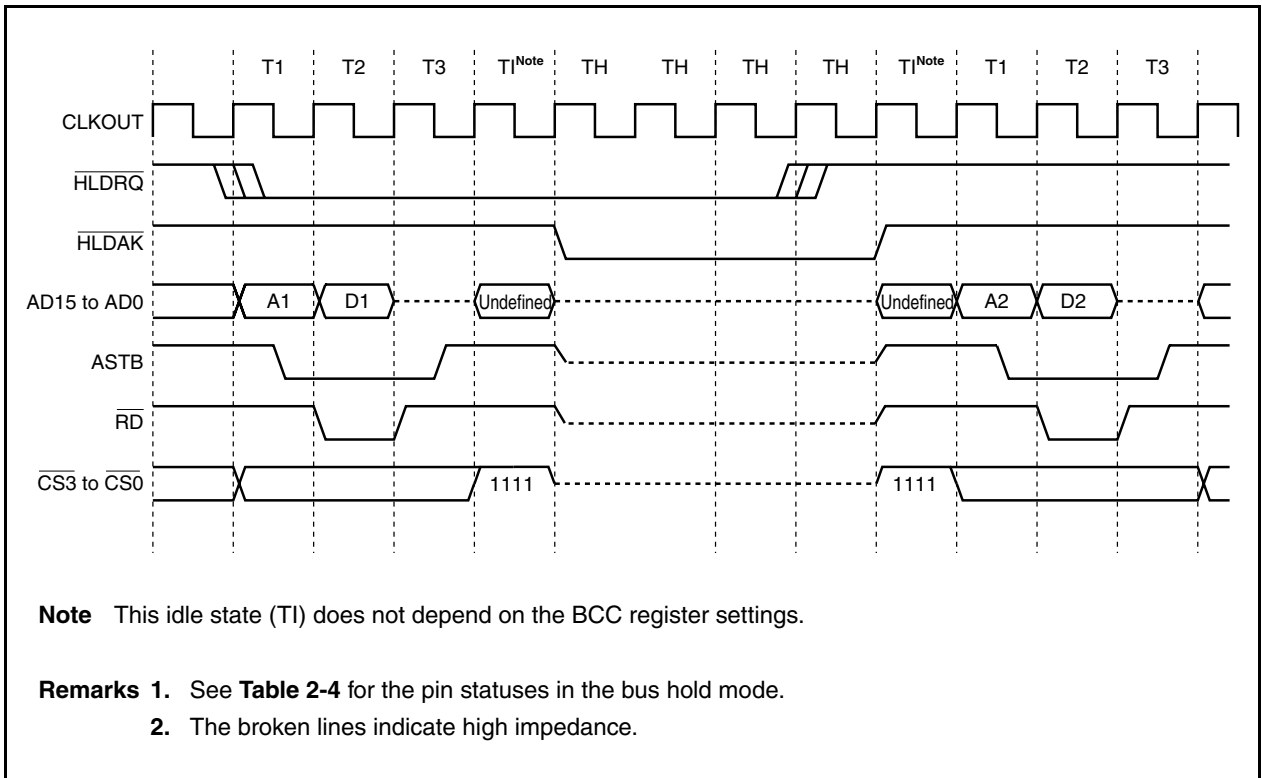 T1 T2 T3 TINote TH TH TH TH TINote T1 T2 T3
CLKOUT
HLDRQ
HLDAK
AD15 to AD0 A1 D1 Undefined Undefined A2 D2
ASTB
RD
CS3 to CS0 1111 1111
Note This idle state (TI) does not depend on the BCC register settings.
Remarks 1. See Table 2-4 for the pin statuses in the bus hold mode.
2. The broken lines indicate high impedance.